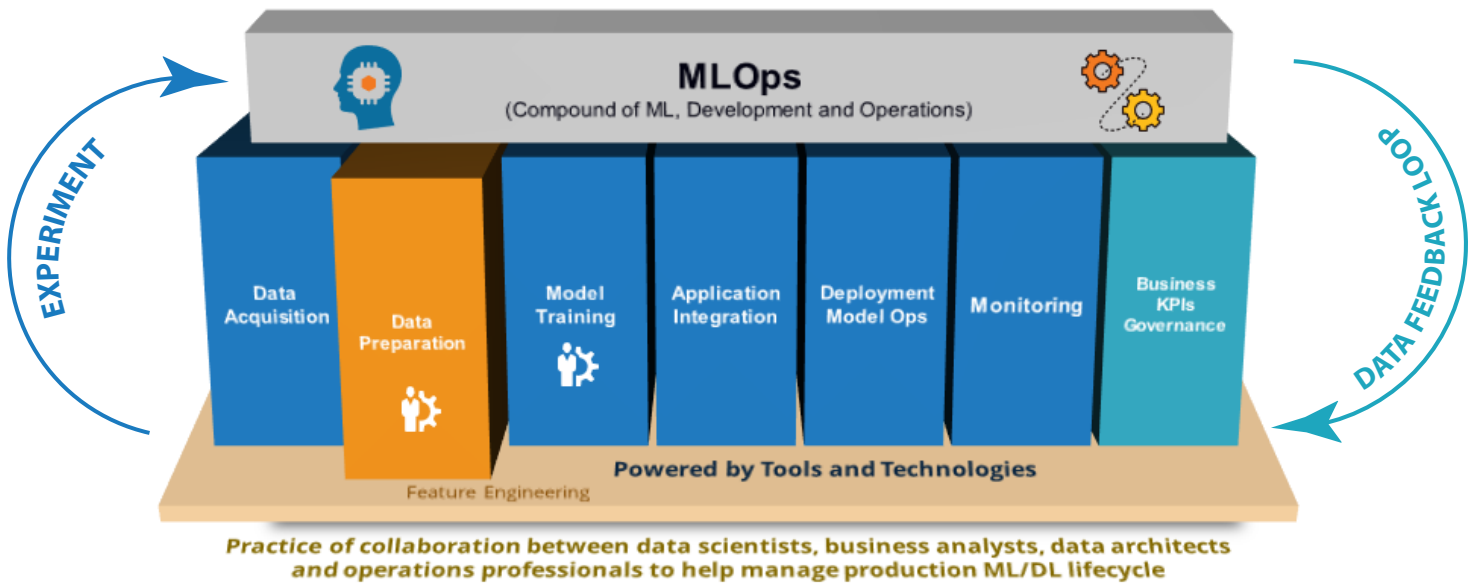 MLOps
(Compound of ML, Development and Operations)
EXPERIMENT
DATA FEEDBACK LOOP
Data
Acquisition
Data
Preparation
Model
Training
Application
Integration
Deployment
Model Ops
Monitoring
Business
KPIs
Governance
Powered by Tools and Technologies
Feature Engineering
Practice of collaboration between data scientists, business analysts, data architects
and operations professionals to help manage production ML/DL lifecycle